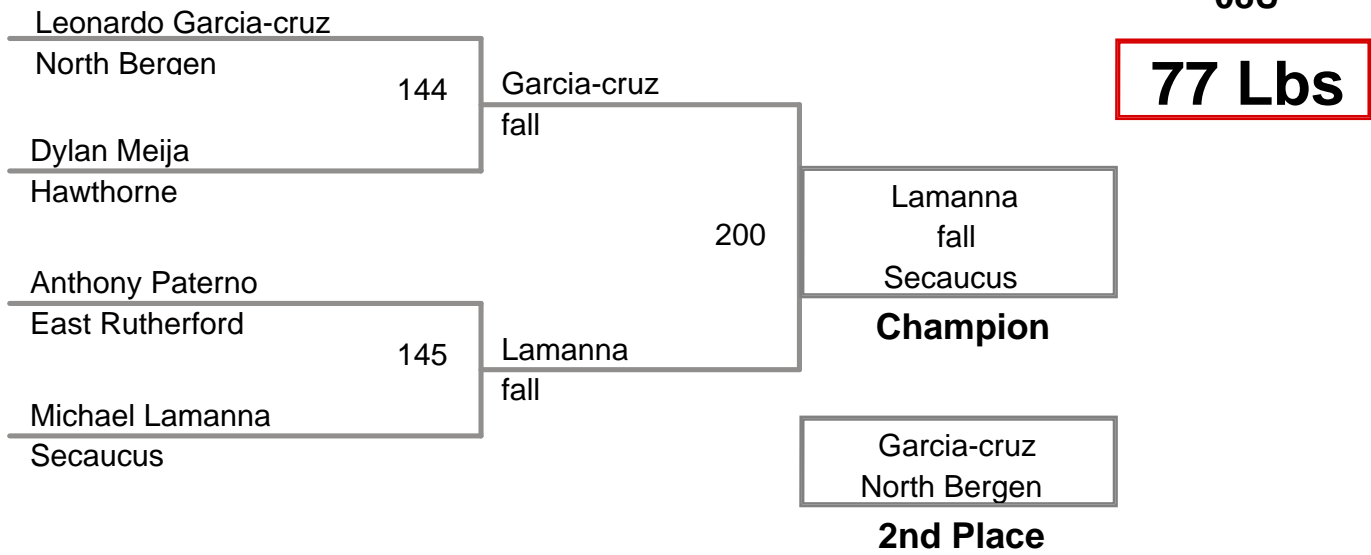 Leonardo Garcia-cruz
North Bergen
144
Dylan Meija
Hawthorne
Garcia-cruz
fall
Anthony Paterno
East Rutherford
145
Michael Lamanna
Secaucus
Lamanna
fall
200
Lamanna
fall
Secaucus
Champion
Garcia-cruz
North Bergen
2nd Place
77 Lbs